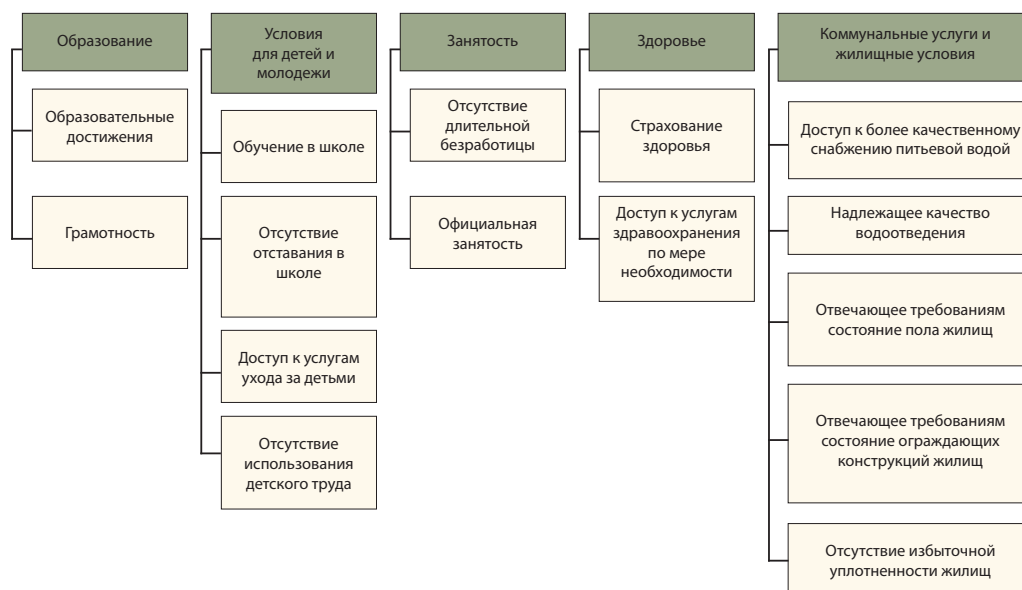 Образование
Образовательные
достижения
Грамотность
Условия
для детей и
молодежи
Обучение в школе
Отсутствие
отставания в
школе
Доступ к услугам
ухода за детьми
Отсутствие
использования
детского труда
Занятость
Отсутствие
длительной
безработицы
Официальная
занятость
Здоровье
Страхование
здоровья
Доступ к услугам
здравоохранения
по мере
необходимости
Коммунальные услуги и
жилищные условия
Доступ к более качественному
снабжению питьевой водой
Надлежащее качество
водоотведения
Отвечающее требованиям
состояние пола жилищ
Отвечающее требованиям
состояние ограждающих
конструкций жилищ
Отсутствие избыточной
уплотненности жилищ